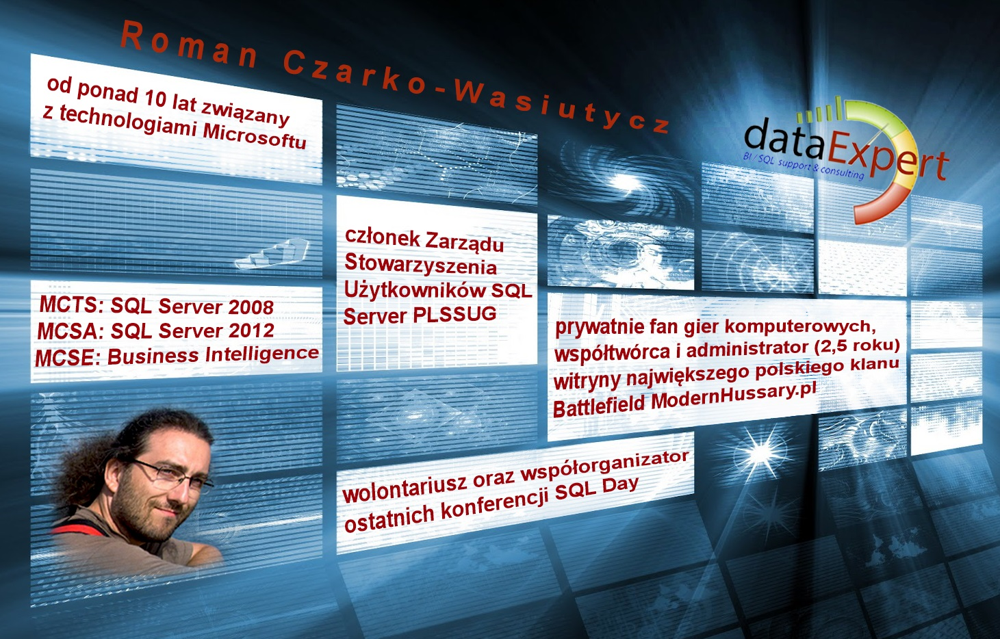 Roman Czarko-Wasiutycz
od ponad 10 lat związany
z technologiami Microsoftu
dataExpert
BI / SQL support & consulting
członek Zarządu
Stowarzyszenia
Użytkowników SQL
Server PLSSUG
MCTS: SQL Server 2008
MCSA: SQL Server 2012
MCSE: Business Intelligence
prywatnie fan gier komputerowych,
współtwórca i administrator (2,5 roku)
witryny największego polskiego klanu
Battlefield ModernHussary.pl
wolontariusz oraz współorganizator
ostatnich konferencji SQL Day